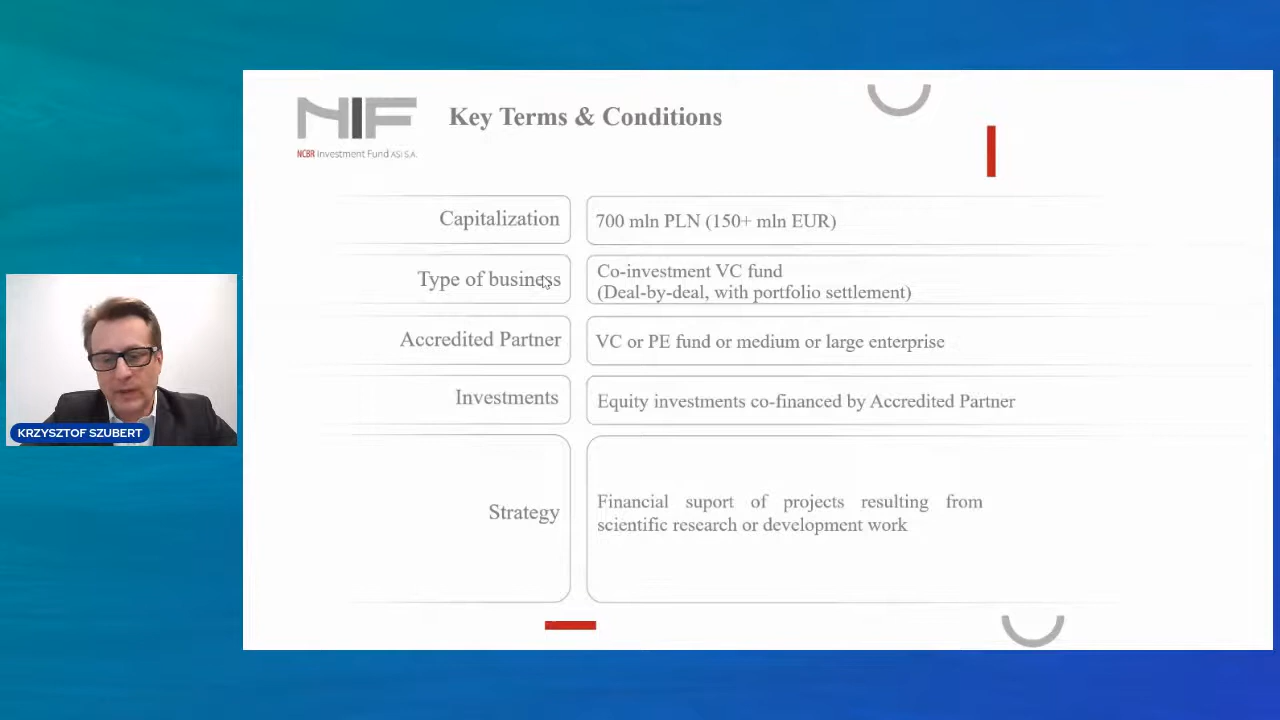 NIF
NCBR Investment Fund ASI S.A.
Key Terms & Conditions
Capitalization
700 mln PLN (150+ mln EUR)
Type of business
Co-investment VC fund
(Deal-by-deal, with portfolio settlement)
Accredited Partner
VC or PE fund or medium or large enterprise
Investments
Equity investments co-financed by Accredited Partner
Strategy
Financial suport of projects resulting from
scientific research or development work
KRZYSZTOF SZUBERT